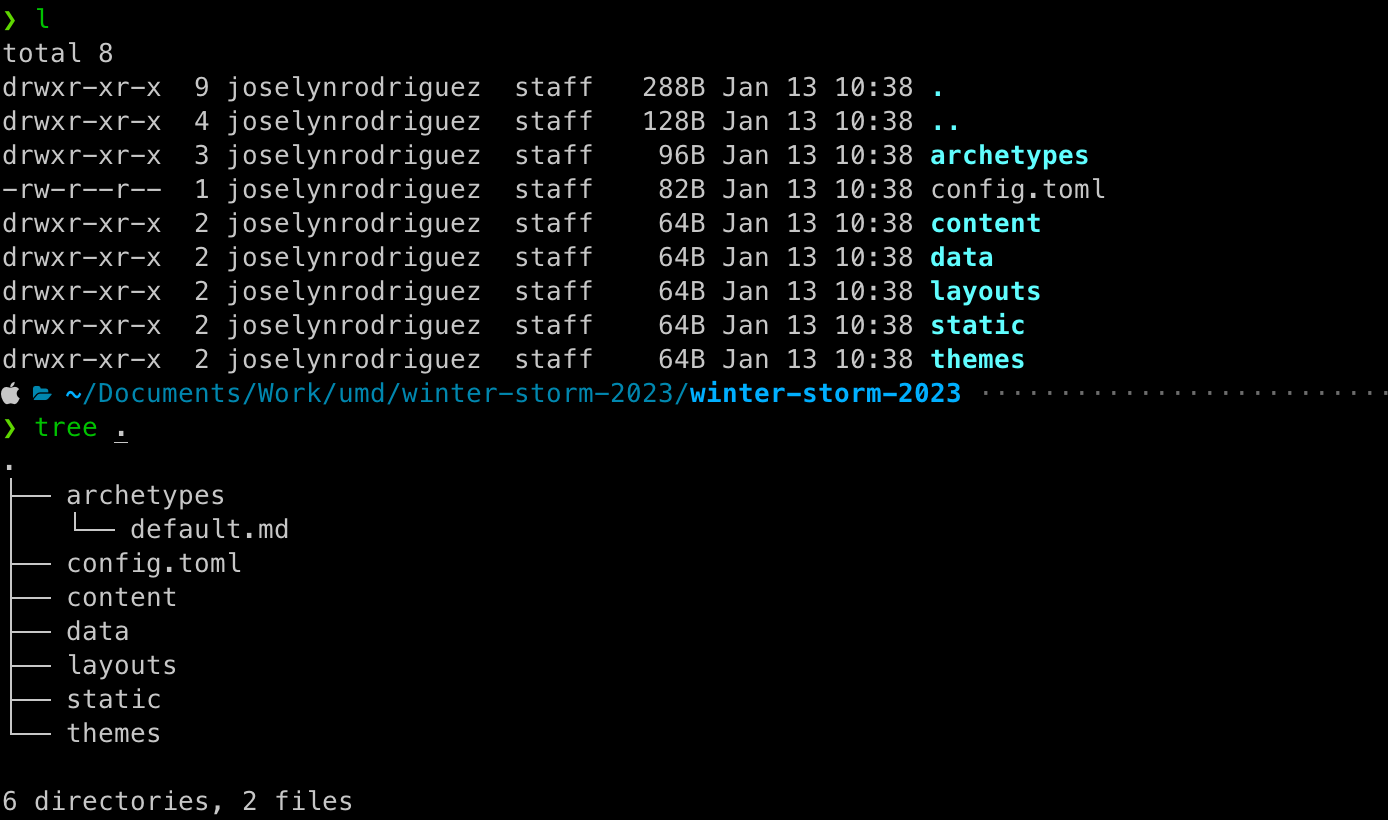 ❯ l
total 8
drwxr-xr-x  9 joselynrodriguez  staff   288B Jan 13 10:38 .
drwxr-xr-x  4 joselynrodriguez  staff   128B Jan 13 10:38 ..
drwxr-xr-x  3 joselynrodriguez  staff    96B Jan 13 10:38 archetypes
-rw-r--r--  1 joselynrodriguez  staff    82B Jan 13 10:38 config.toml
drwxr-xr-x  2 joselynrodriguez  staff    64B Jan 13 10:38 content
drwxr-xr-x  2 joselynrodriguez  staff    64B Jan 13 10:38 data
drwxr-xr-x  2 joselynrodriguez  staff    64B Jan 13 10:38 layouts
drwxr-xr-x  2 joselynrodriguez  staff    64B Jan 13 10:38 static
drwxr-xr-x  2 joselynrodriguez  staff    64B Jan 13 10:38 themes
~/Documents/Work/umd/winter-storm-2023/winter-storm-2023 ··························
❯ tree .
.
├── archetypes
│   └── default.md
├── config.toml
├── content
├── data
├── layouts
├── static
└── themes
6 directories, 2 files